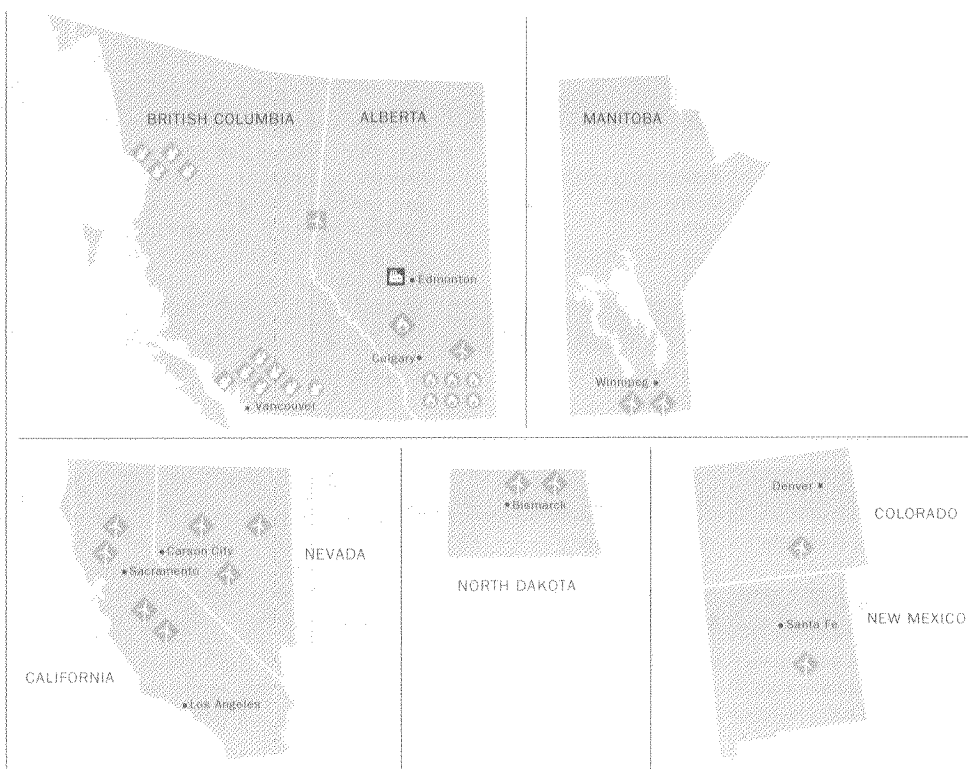 BRITISH COLUMBIA
ALBERTA
MANITOBA
Edmonton
Calgary
Vancouver
Winnipeg
Carson City
Sacramento
NEVADA
CALIFORNIA
Los Angeles
Bismarck
NORTH DAKOTA
Denver
COLORADO
Santa Fe
NEW MEXICO